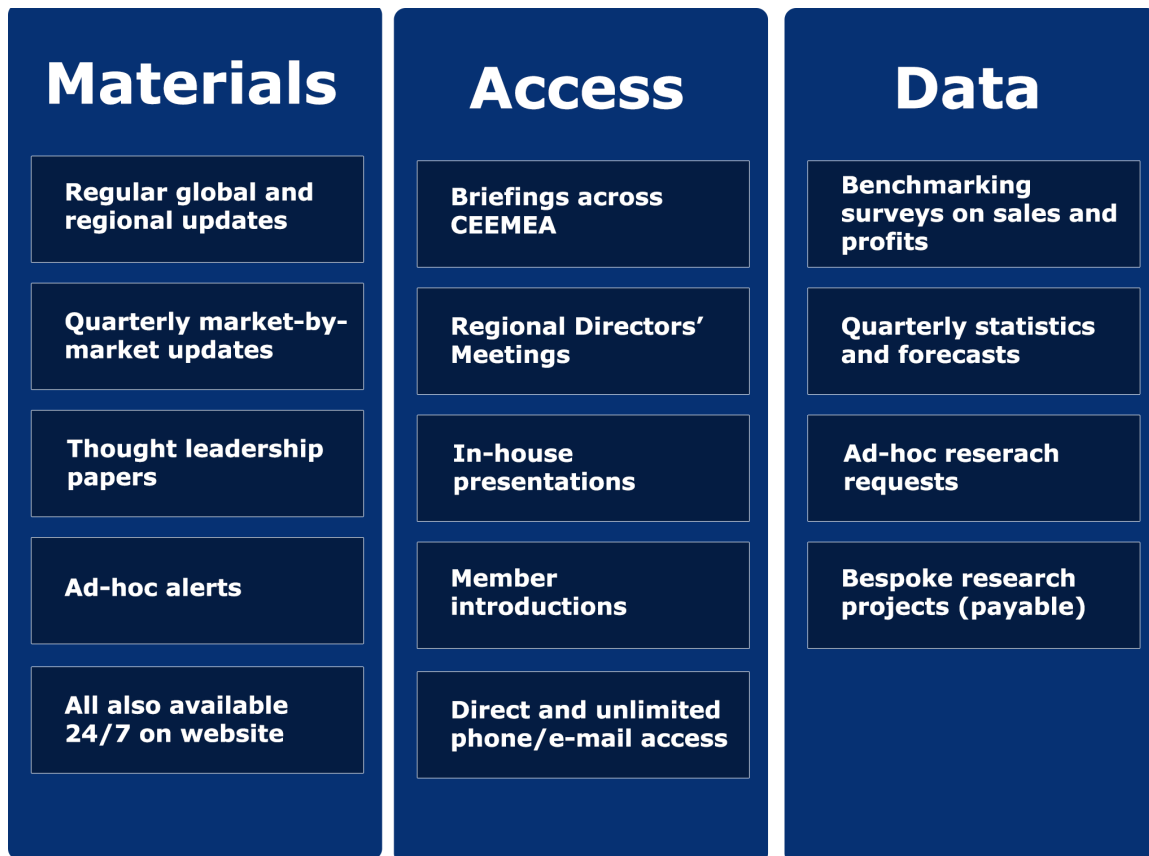 Materials
Regular global and
regional updates
Quarterly market-by-
market updates
Thought leadership
papers
Ad-hoc alerts
All also available
24/7 on website
Access
Briefings across
CEEMEA
Regional Directors’
Meetings
In-house
presentations
Member
introductions
Direct and unlimited
phone/e-mail access
Data
Benchmarking
surveys on sales and
profits
Quarterly statistics
and forecasts
Ad-hoc reserach
requests
Bespoke research
projects (payable)